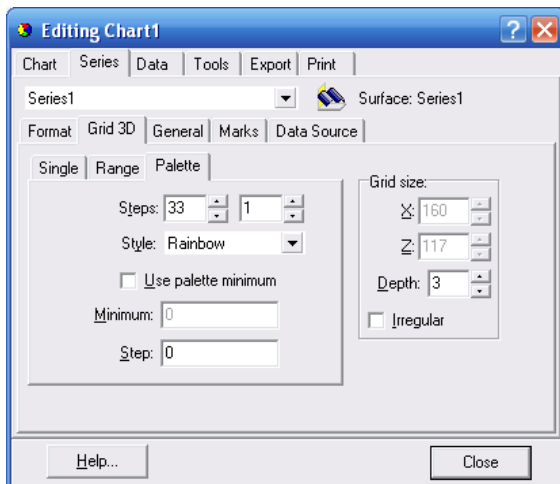 Editing Chart1
Chart Series Data Tools Export Print
Series1 Surface: Series1
Format Grid 3D General Marks Data Source
Single Range Palette
Steps: 33 1
Style: Rainbow
Use palette minimum
Minimum: 0
Step: 0
Grid size:
X: 160
Z: 117
Depth: 3
Irregular
Help... Close